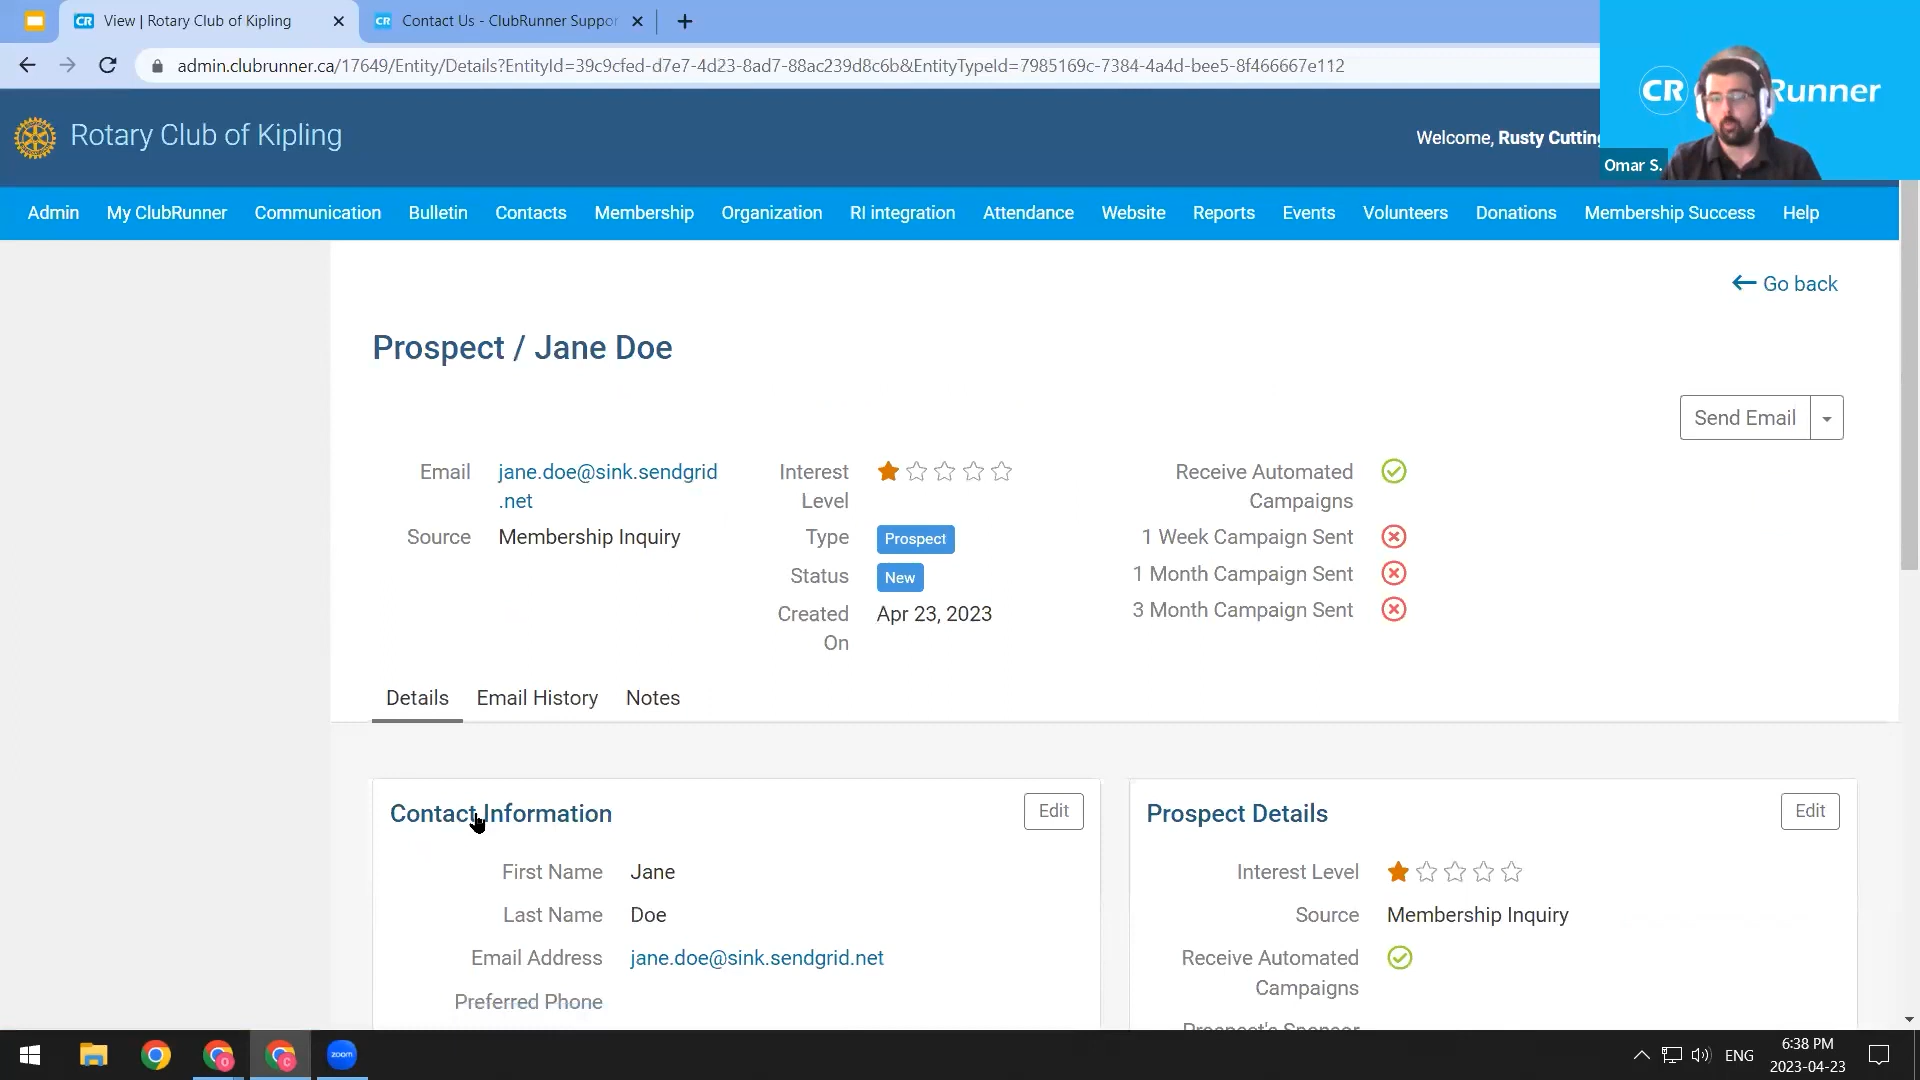 CR View | Rotary Club of Kipling
CR Contact Us - ClubRunner Suppor
admin.clubrunner.ca/17649/Entity/Details?EntityId=39c9cfed-d7e7-4d23-8ad7-88ac239d8c6b&EntityTypeId=7985169c-7384-4a4d-bee5-8f466667e112
CR Runner
Rotary Club of Kipling
Welcome, Rusty Cutting
Omar S.
Admin My ClubRunner Communication Bulletin Contacts Membership Organization RI integration Attendance Website Reports Events Volunteers Donations Membership Success Help
Go back
Prospect / Jane Doe
Send Email
Email jane.doe@sink.sendgrid
.net
Source Membership Inquiry
Interest
Level
Type Prospect
Status New
Created Apr 23, 2023
On
Receive Automated
Campaigns
1 Week Campaign Sent
1 Month Campaign Sent
3 Month Campaign Sent
Details Email History Notes
Contact Information Edit
First Name Jane
Last Name Doe
Email Address jane.doe@sink.sendgrid.net
Preferred Phone
Prospect Details Edit
Interest Level
Source Membership Inquiry
Receive Automated
Campaigns
Prospect's Sponsor
O
C
zoom
ENG
6:38 PM
2023-04-23